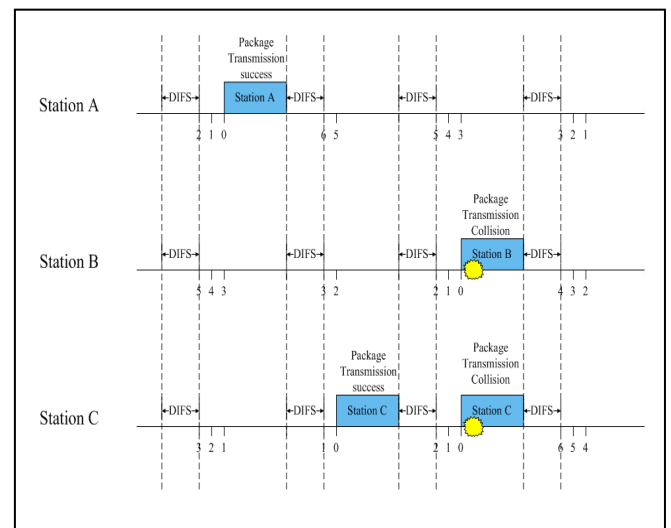 Package
Transmission
success
Station A
DIFS
Station A
DIFS
DIFS
DIFS
2 1 0
6 5
5 4 3
3 2 1
Package
Transmission
Collision
Station B
DIFS
DIFS
DIFS
Station B
DIFS
5 4 3
3 2
2 1 0
4 3 2
Package
Transmission
success
Package
Transmission
Collision
Station C
DIFS
DIFS
Station C
DIFS
Station C
DIFS
3 2 1
1 0
2 1 0
6 5 4